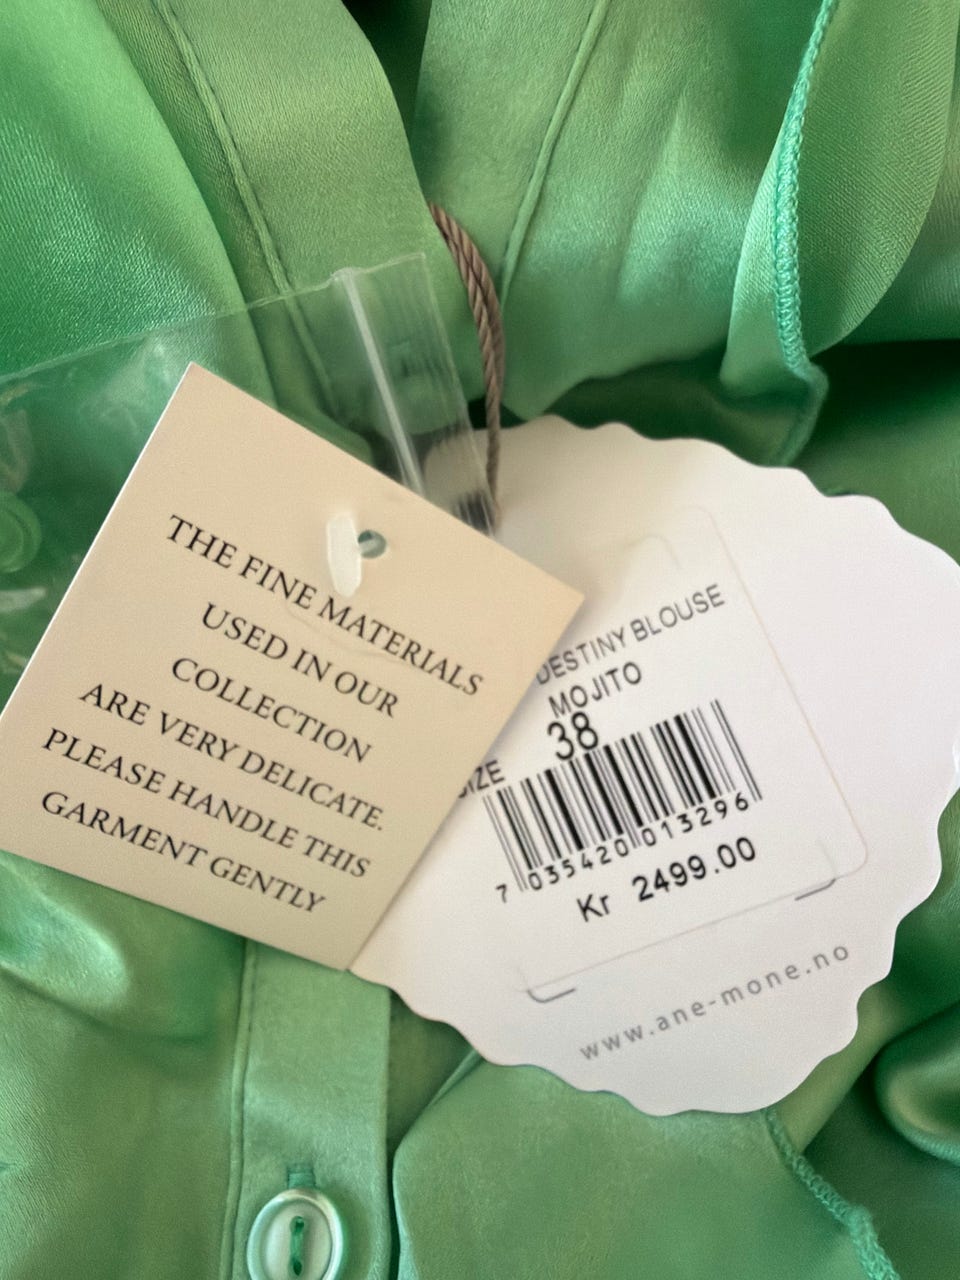 THE FINE MATERIALS
USED IN OUR
COLLECTION
ARE VERY DELICATE.
PLEASE HANDLE THIS
GARMENT GENTLY
DESTINY BLOUSE
MOJITO
SIZE 38
7 035420 013296
Kr 2499.00
www.ane-mone.no